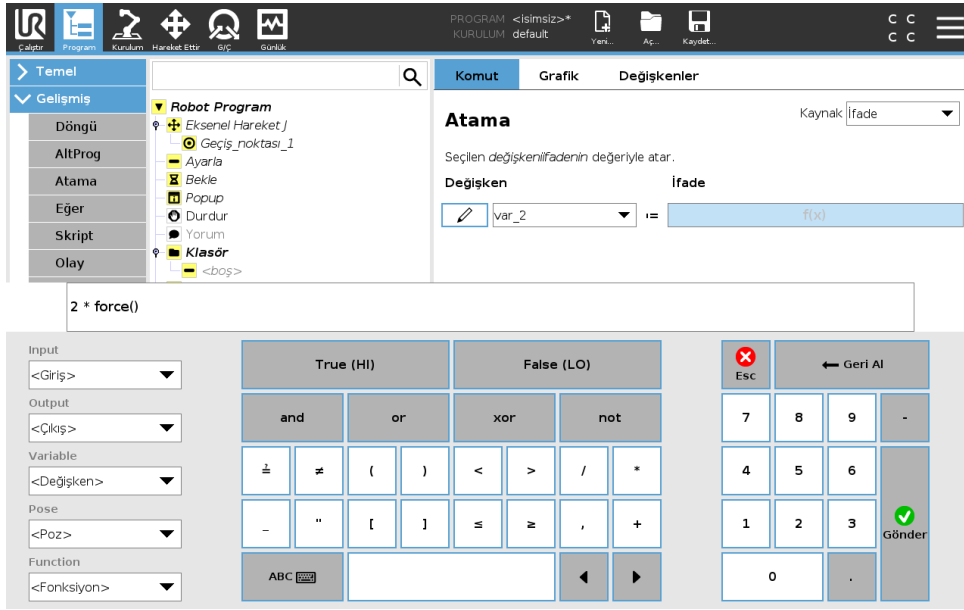 PROGRAM <isimsiz>*
KURULUM default
C C
C C
Çalıştır Program Kurulum Hareket Ettir G/Ç Günlük Yeni... Aç... Kaydet...
Temel
Gelişmiş
Döngü
AltProg
Atama
Eğer
Skript
Olay
Robot Program
Eksenel Hareket J
Geçiş_noktası_1
Ayarla
Bekle
Popup
Durdur
Yorum
Klasör
<boş>
Komut Grafik Değişkenler
Atama
Kaynak İfade
Seçilen değişkeniifadenin değeriyle atar.
Değişken İfade
var_2 := f(x)
2 * force()
Input
<Giriş>
Output
<Çıkış>
Variable
<Değişken>
Pose
<Poz>
Function
<Fonksiyon>
True (HI) False (LO)
and or xor not
≟ ≠ ( ) < > / *
_ " [ ] ≤ ≥ , +
ABC
Esc Geri Al
7 8 9 -
4 5 6
1 2 3 Gönder
0 .